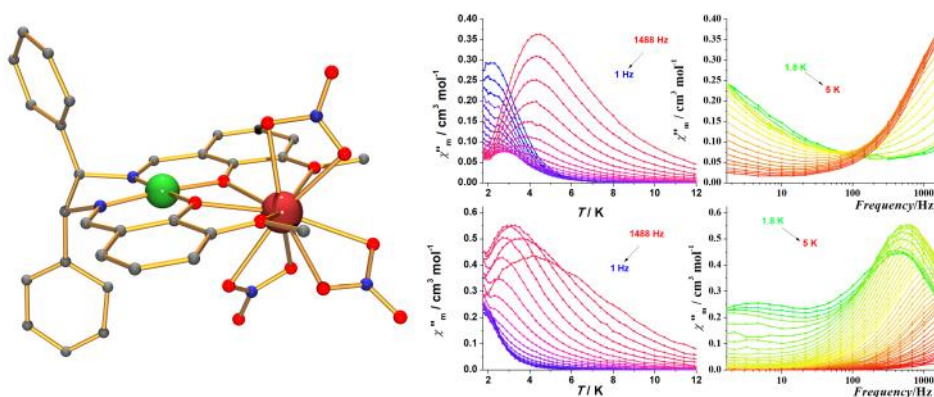 χ″m / cm³ mol⁻¹
0.40
0.35
0.30
0.25
0.20
0.15
0.10
0.05
0.00
1488 Hz
1 Hz
2 4 6 8 10 12
T / K
χ″m / cm³ mol⁻¹
0.35
0.30
0.25
0.20
0.15
0.10
0.05
0.00
1.8 K
5 K
10 100 1000
Frequency/Hz
χ″m / cm³ mol⁻¹
0.6
0.5
0.4
0.3
0.2
0.1
0.0
1488 Hz
1 Hz
2 4 6 8 10 12
T / K
χ″m / cm³ mol⁻¹
0.6
0.5
0.4
0.3
0.2
0.1
0.0
1.8 K
5 K
10 100 1000
Frequency/Hz